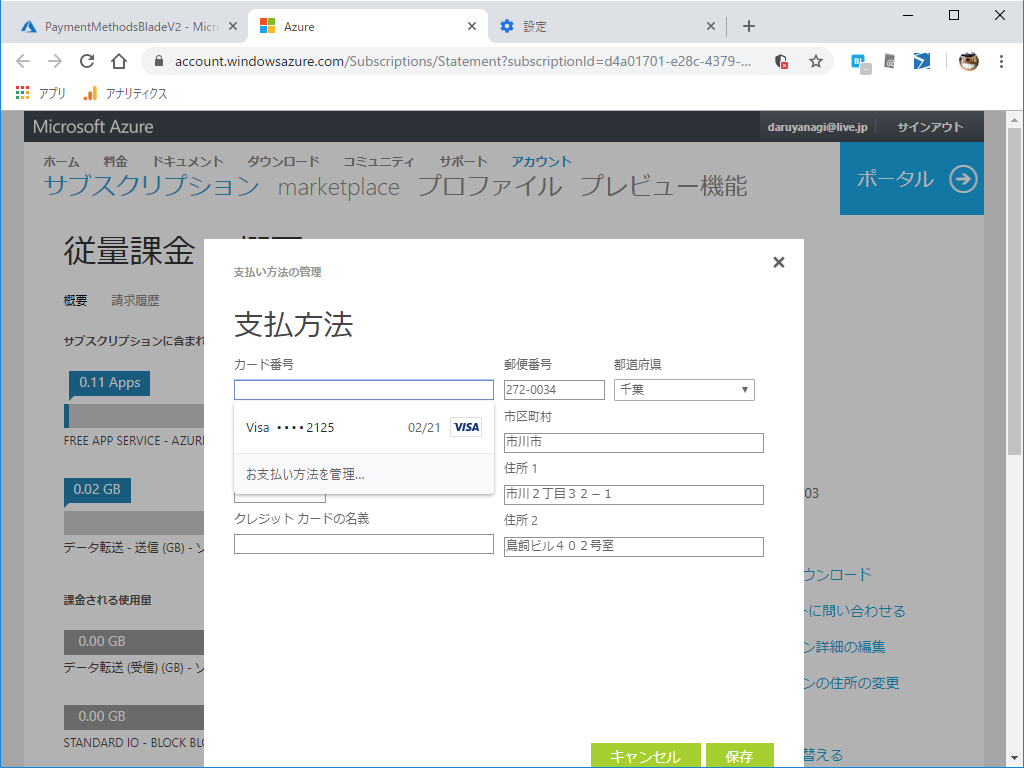 PaymentMethodsBladeV2 - Micr
Azure
設定
account.windowsazure.com/Subscriptions/Statement?subscriptionId=d4a01701-e28c-4379-...
アプリ
アナリティクス
Microsoft Azure
daruyanagi@live.jp
サインアウト
ホーム 料金 ドキュメント ダウンロード コミュニティ サポート アカウント
サブスクリプション marketplace プロファイル プレビュー機能
ポータル
従量課金
概要 請求履歴
サブスクリプションに含まれ
0.11 Apps
FREE APP SERVICE - AZURE
0.02 GB
データ転送 - 送信 (GB) - ソ
課金される使用量
0.00 GB
データ転送 (受信) (GB) - ソ
0.00 GB
STANDARD IO - BLOCK BLO
支払い方法の管理
支払方法
カード番号
Visa ••••2125 02/21 VISA
お支払い方法を管理...
クレジット カードの名義
郵便番号 都道府県
272-0034 千葉
市区町村
市川市
住所 1
市川２丁目３２－１
住所 2
鳥飼ビル４０２号室
キャンセル 保存
03
ウンロード
トに問い合わせる
ン詳細の編集
ンの住所の変更
替える